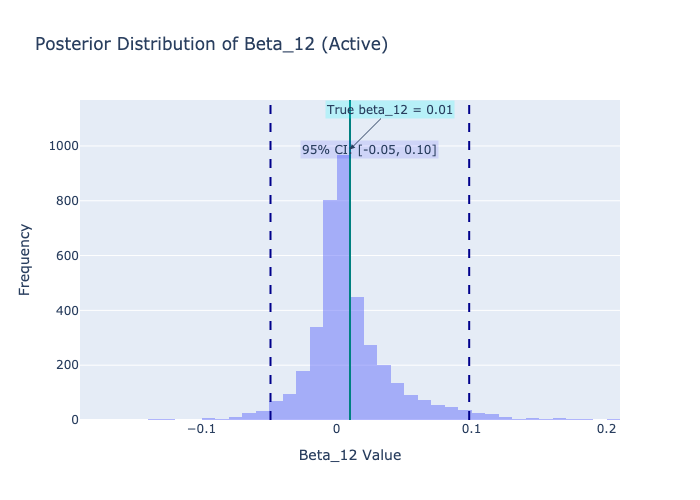 Posterior Distribution of Beta_12 (Active)
True beta_12 = 0.01
95% CI: [-0.05, 0.10]
1000
800
600
400
200
0
Frequency
−0.1
0
0.1
0.2
Beta_12 Value